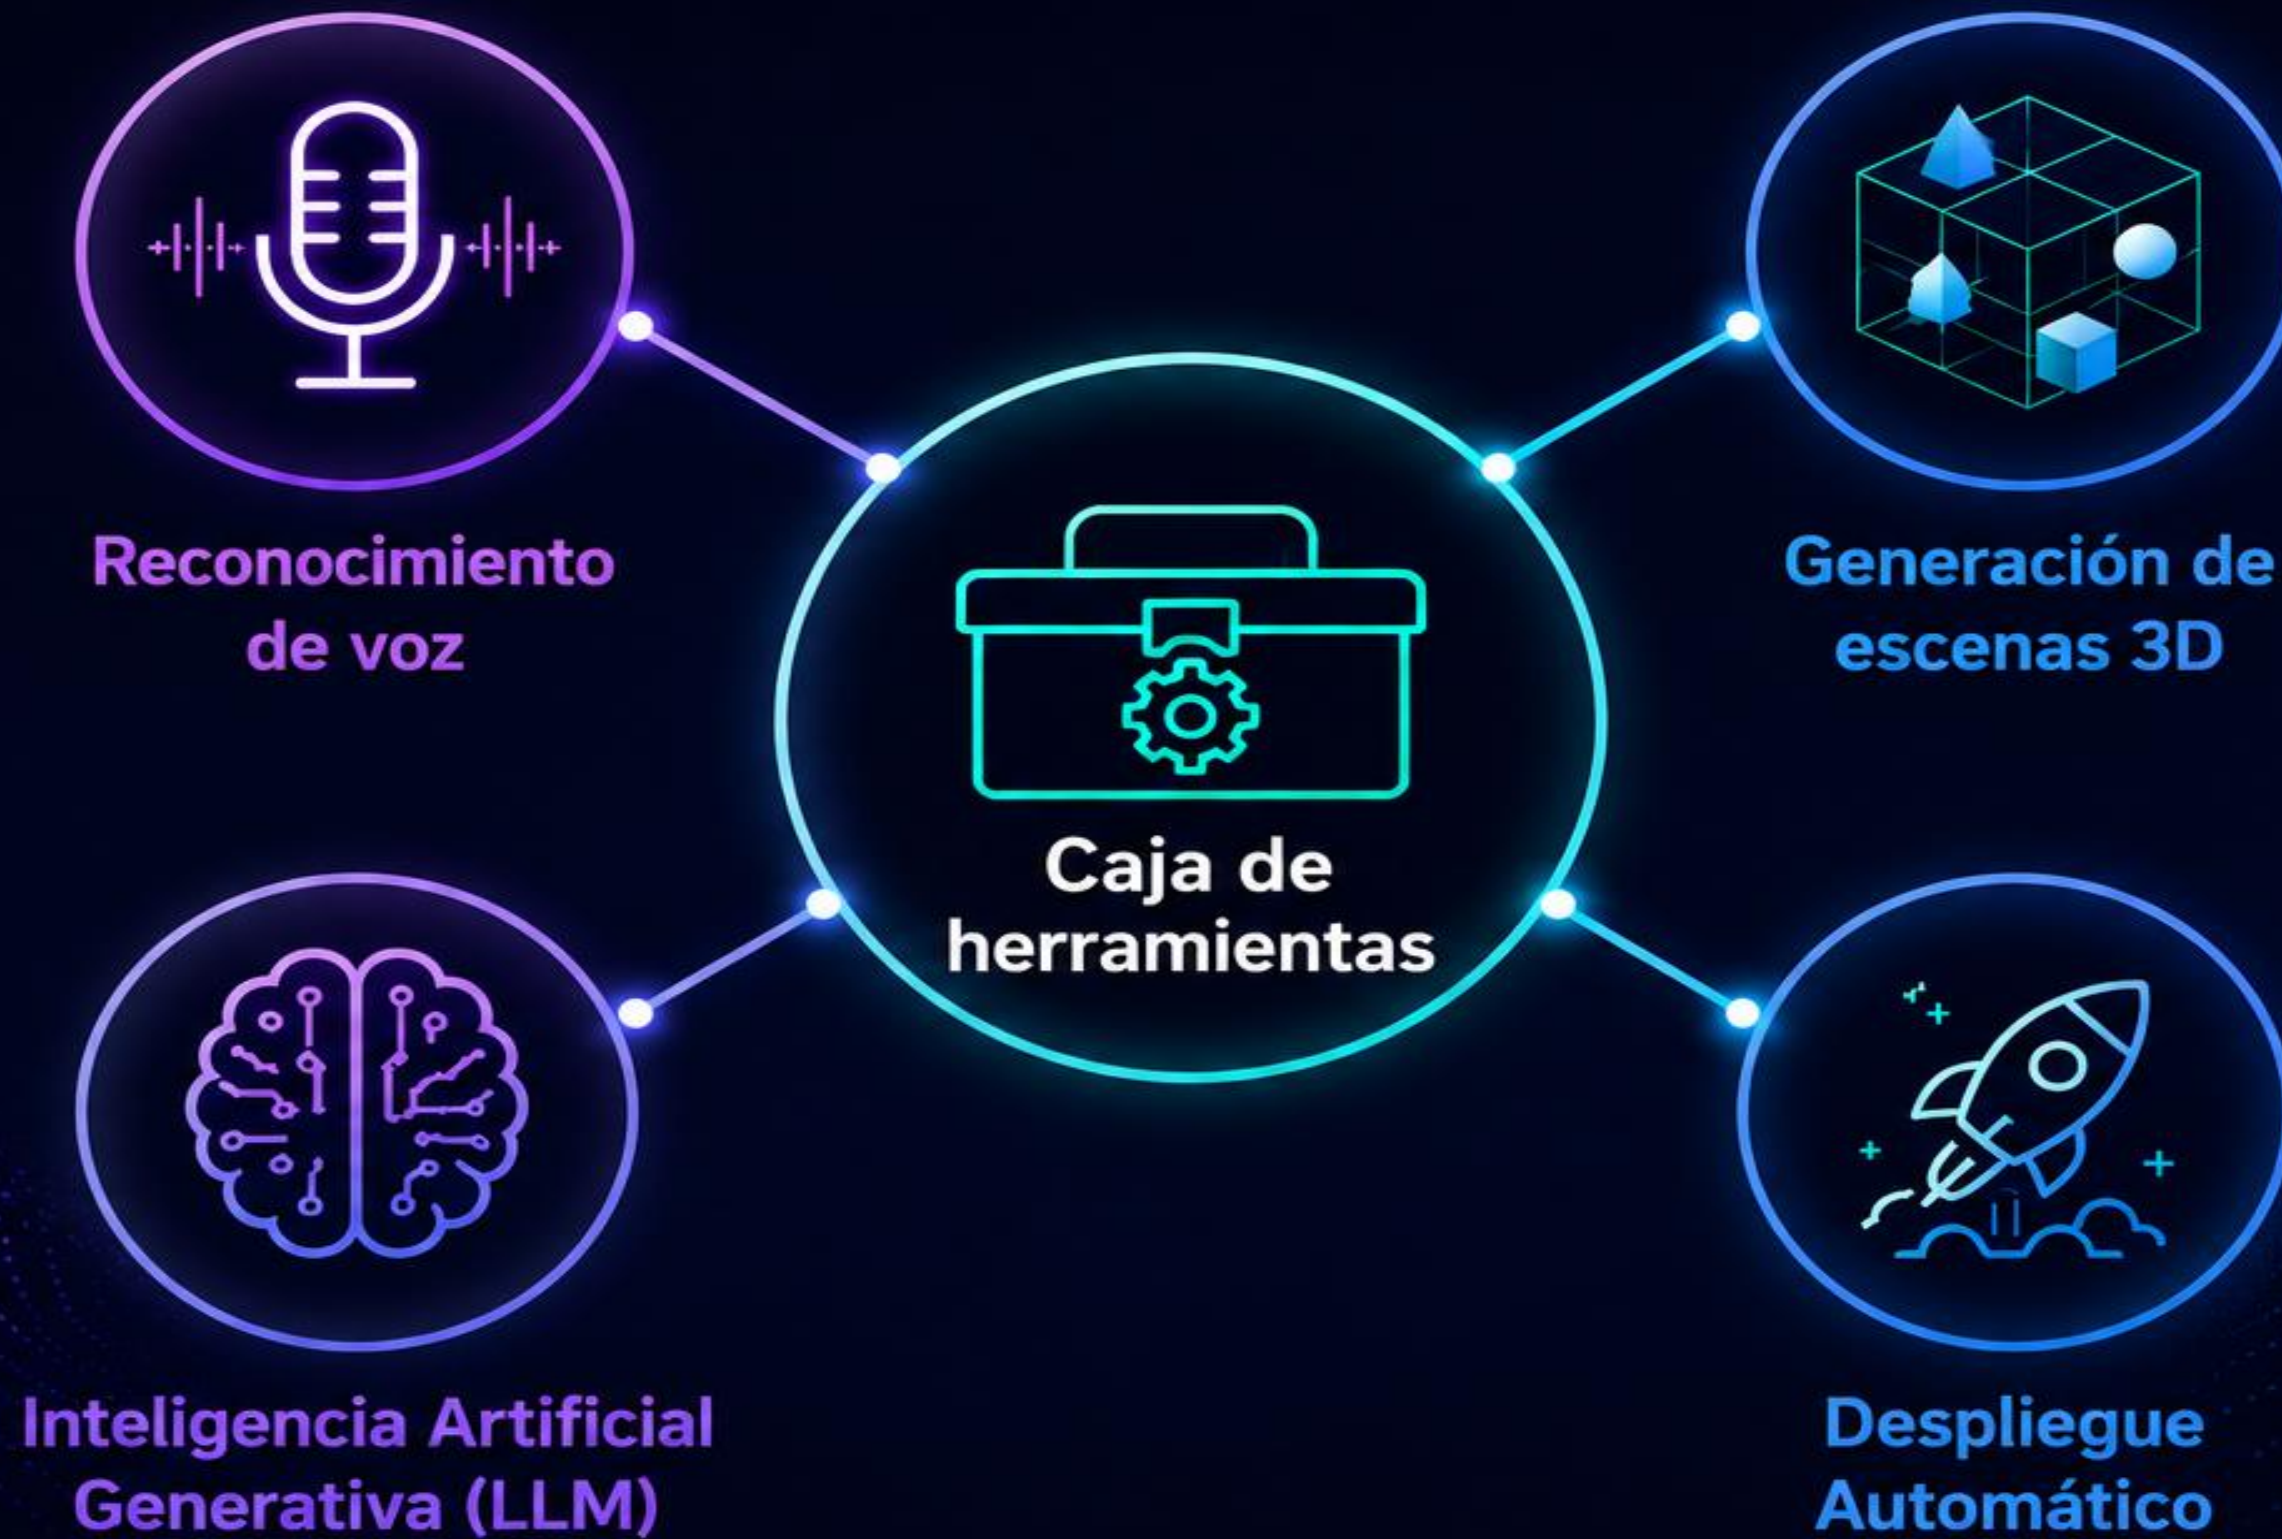 Reconocimiento
de voz
Generación de
escenas 3D
Caja de
herramientas
Inteligencia Artificial
Generativa (LLM)
Despliegue
Automático